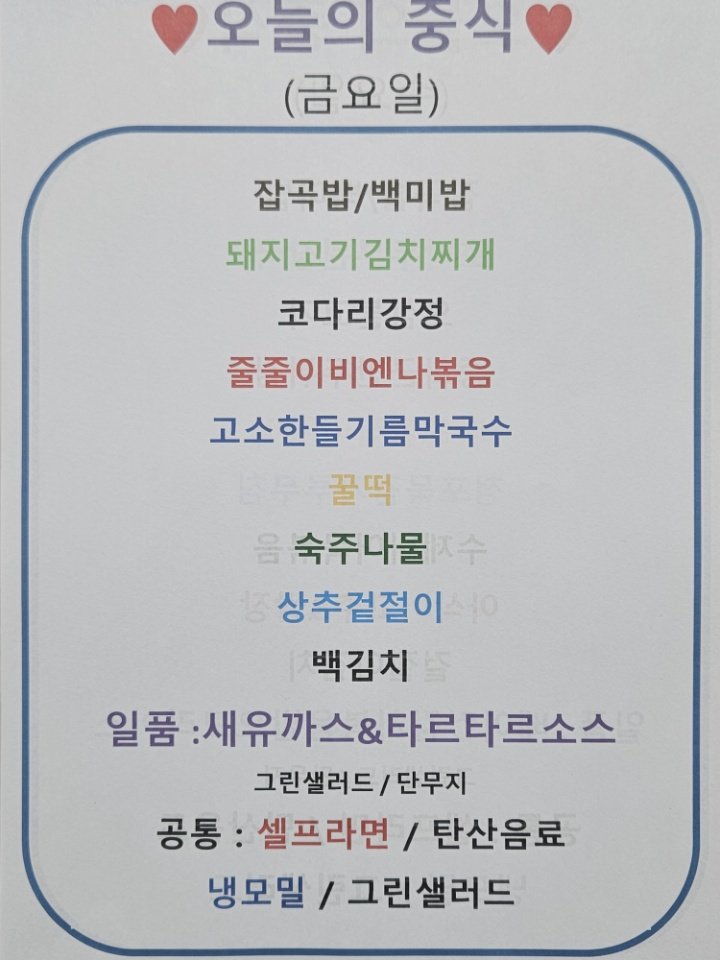 ♥오늘의 중식♥
(금요일)
잡곡밥/백미밥
돼지고기김치찌개
코다리강정
줄줄이비엔나볶음
고소한들기름막국수
꿀떡
숙주나물
상추겉절이
백김치
일품 :새유까스&타르타르소스
그린샐러드 / 단무지
공통 : 셀프라면 / 탄산음료
냉모밀 / 그린샐러드